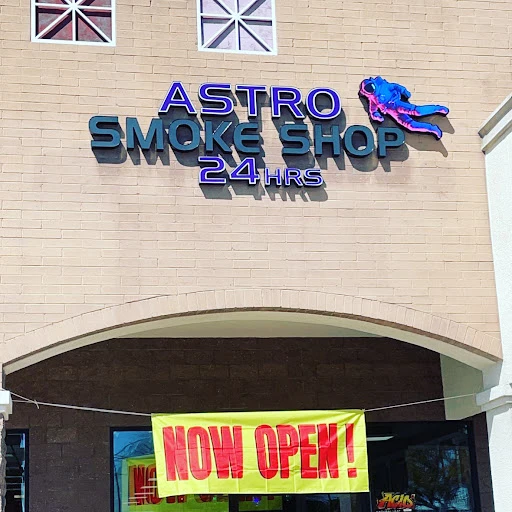 ASTRO
SMOKE SHOP
24HRS
NOW OPEN!